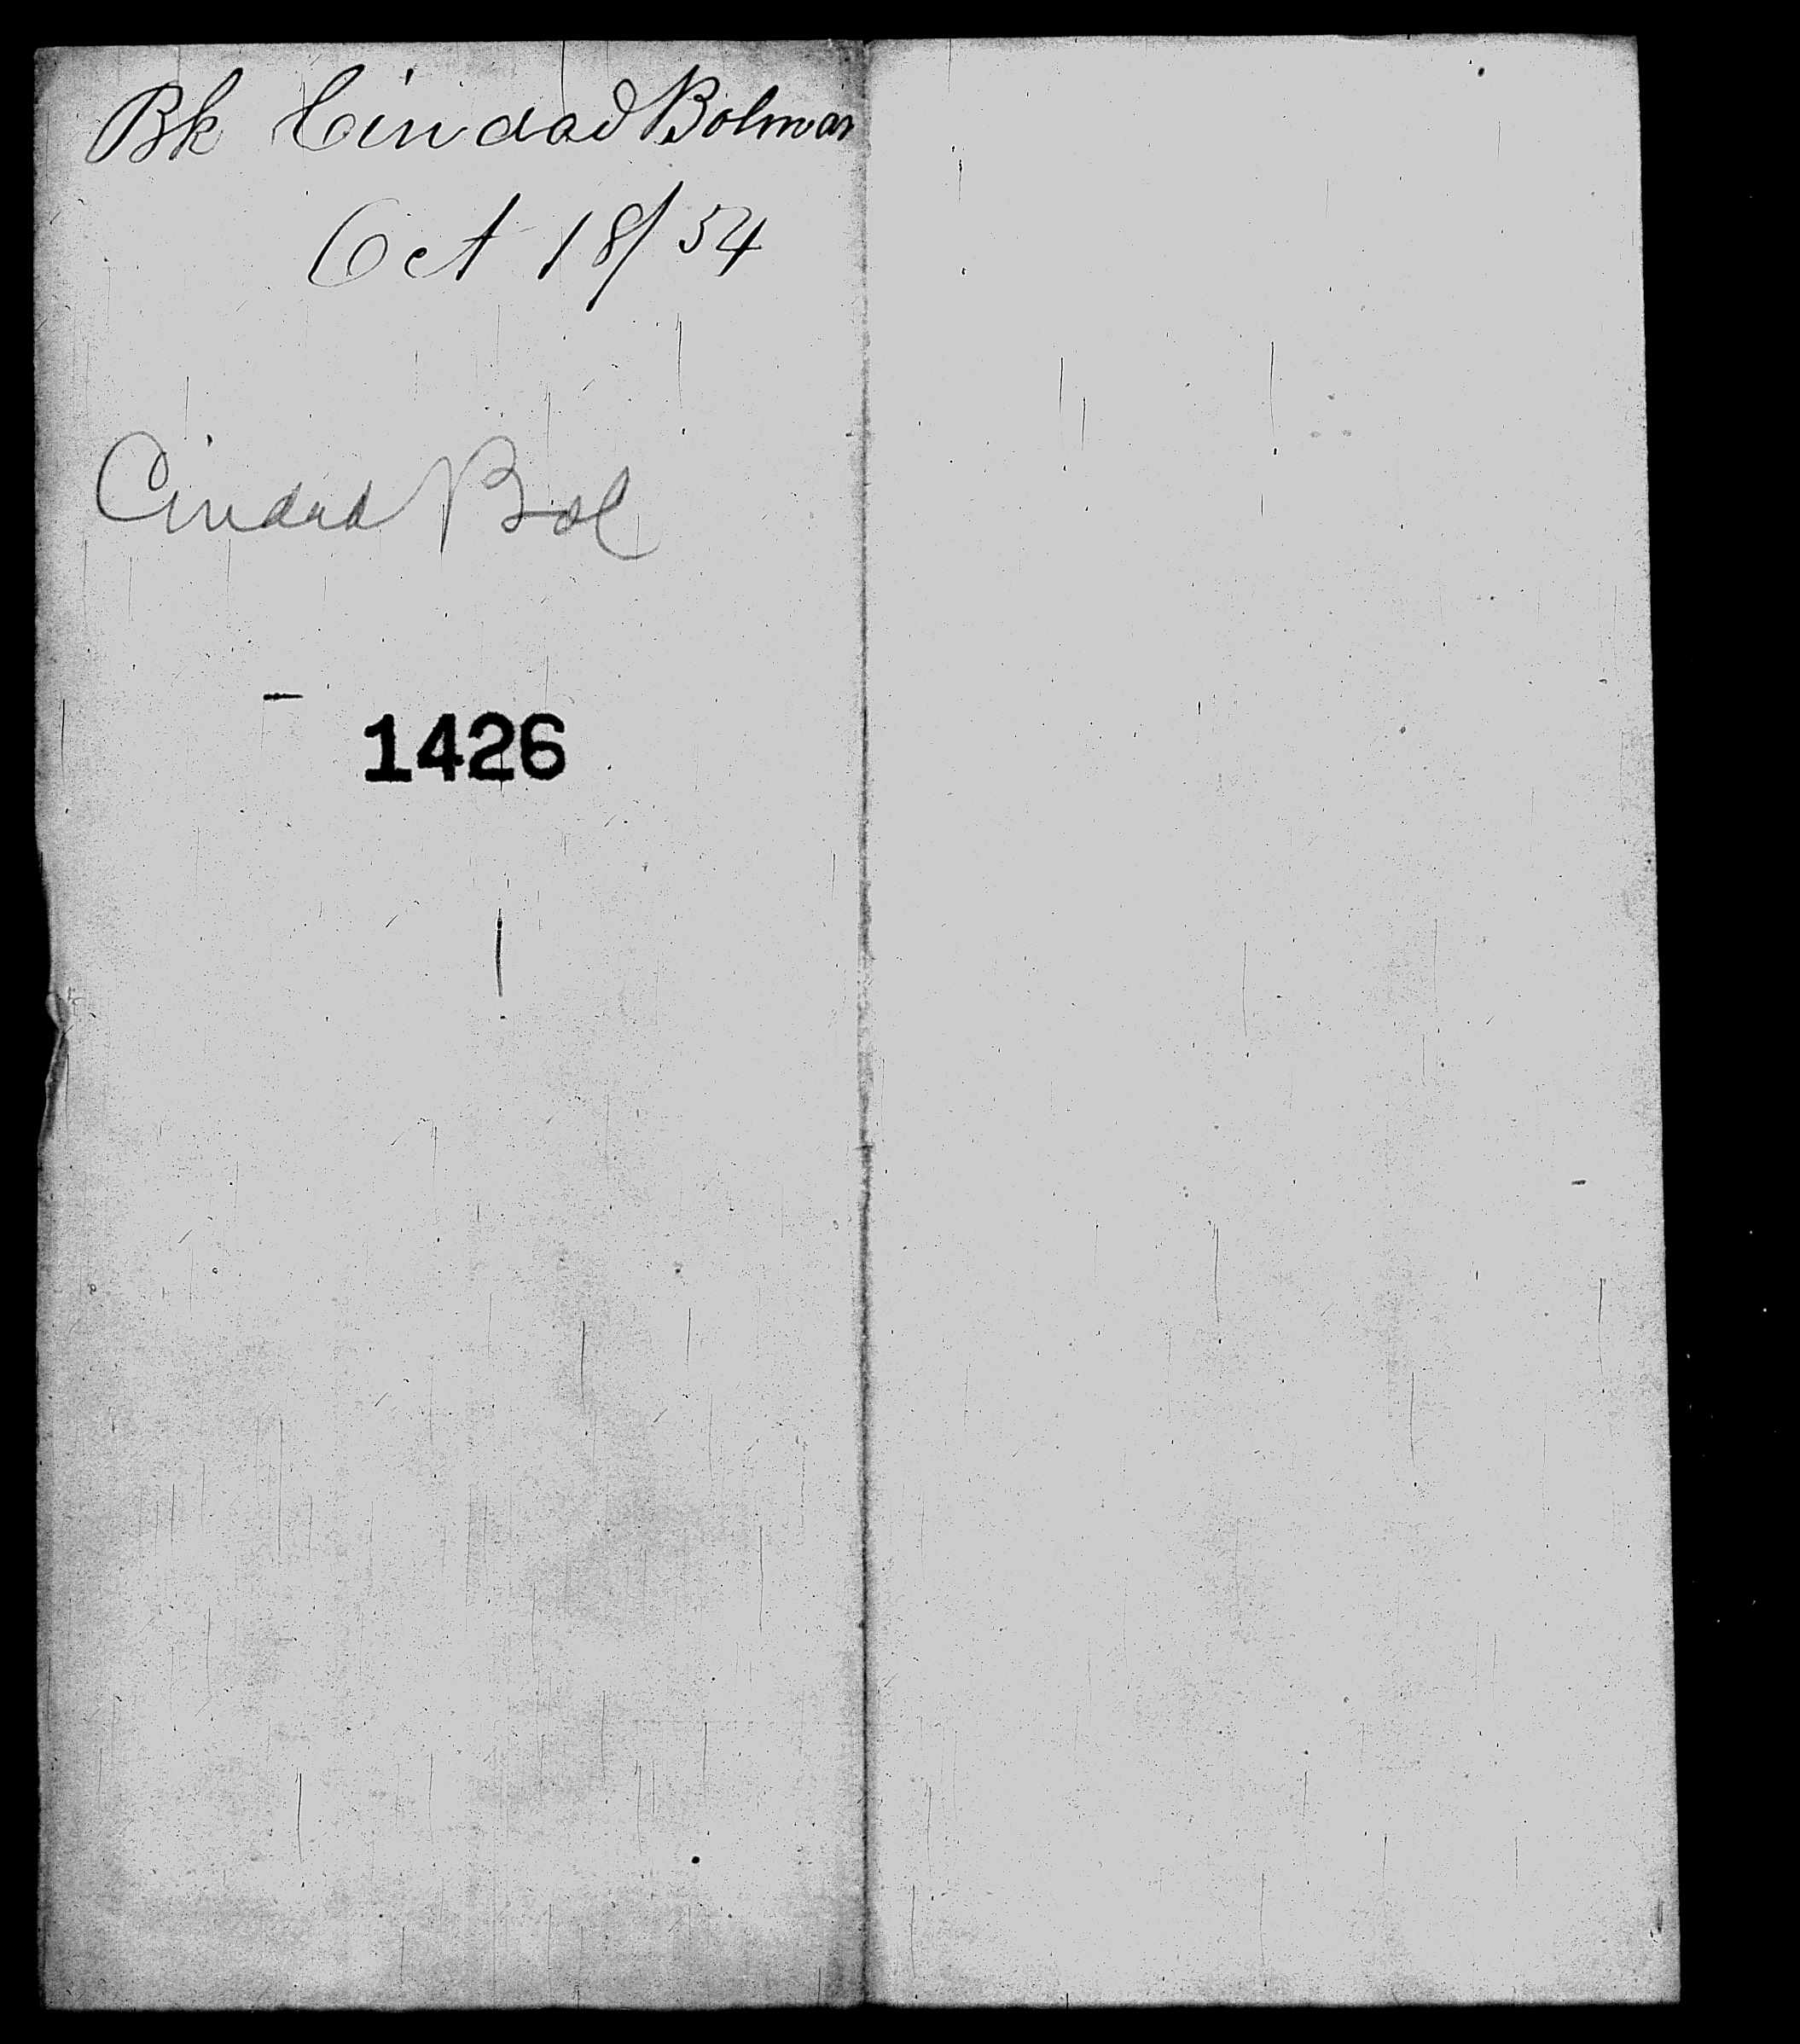 Bk Ciudad Bolivar
Oct 18/54
Ciudad Bol
1426